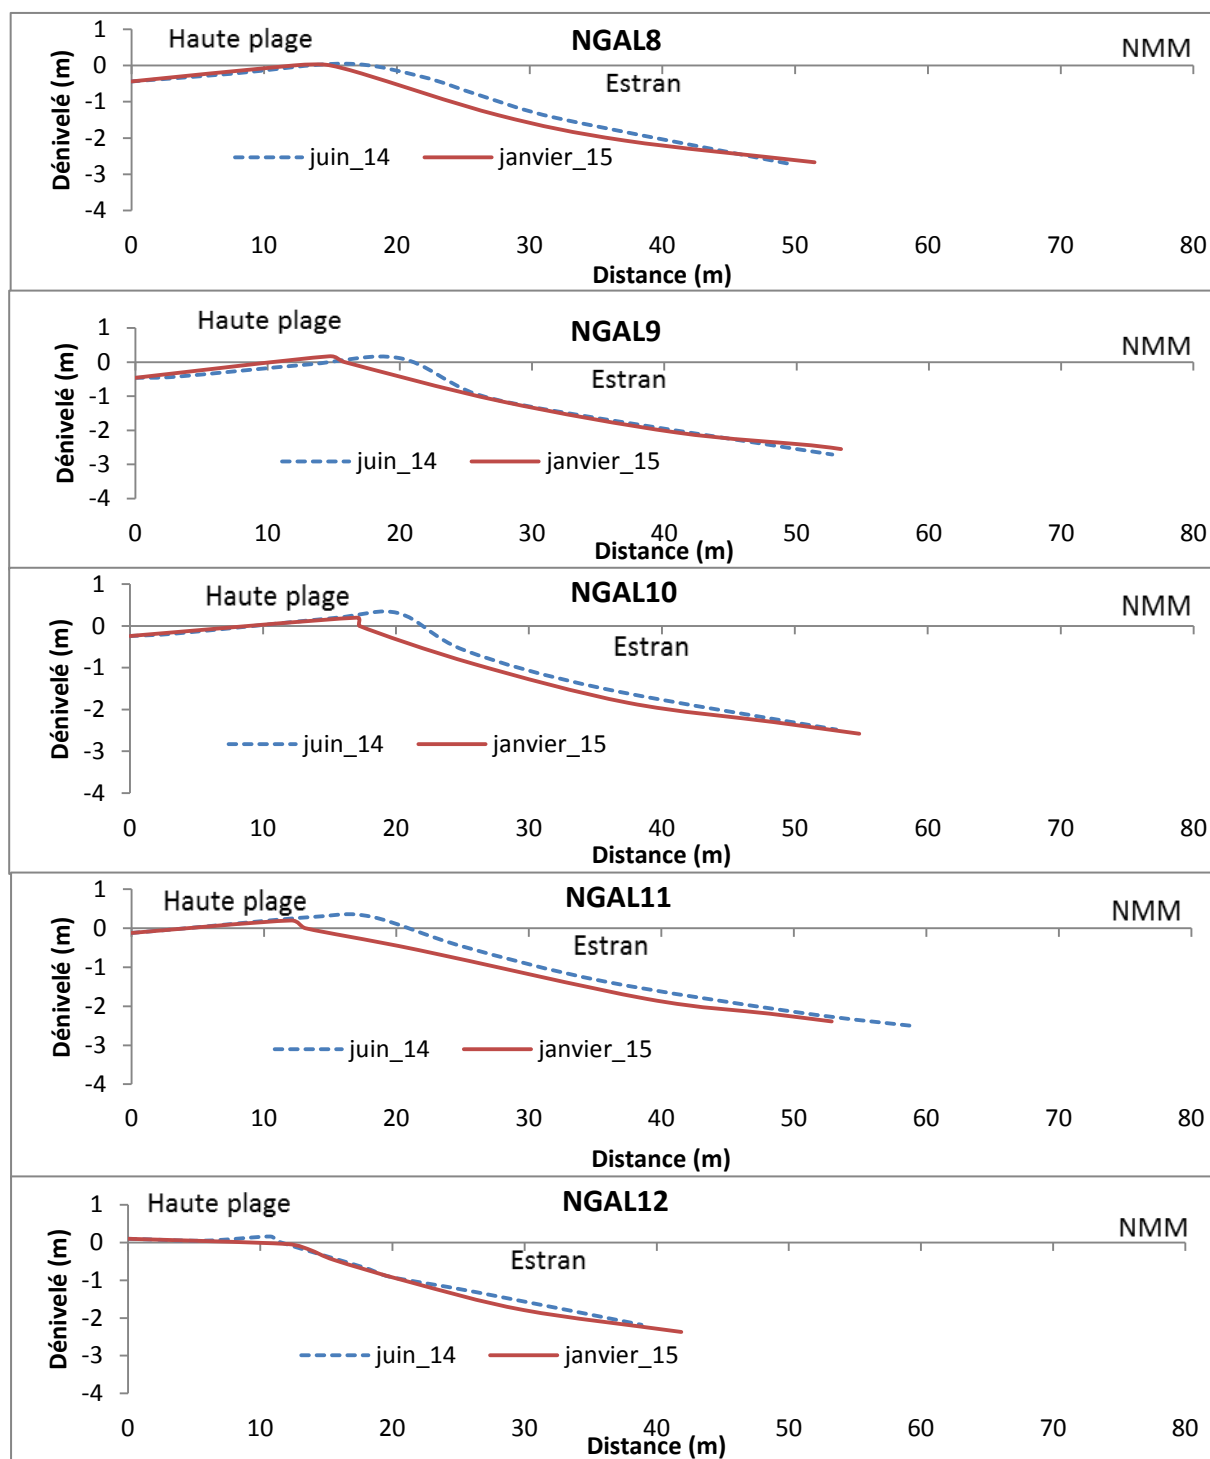 Haute plage
NGAL8
NMM
Estran
Dénivelé (m)
1
0
-1
-2
-3
-4
juin_14
janvier_15
0 10 20 30 40 50 60 70 80
Distance (m)
Haute plage
NGAL9
NMM
Estran
Dénivelé (m)
1
0
-1
-2
-3
-4
juin_14
janvier_15
0 10 20 30 40 50 60 70 80
Distance (m)
Haute plage
NGAL10
NMM
Estran
Dénivelé (m)
1
0
-1
-2
-3
-4
juin_14
janvier_15
0 10 20 30 40 50 60 70 80
Distance (m)
Haute plage
NGAL11
NMM
Estran
Dénivelé (m)
1
0
-1
-2
-3
-4
juin_14
janvier_15
0 10 20 30 40 50 60 70 80
Distance (m)
Haute plage
NGAL12
NMM
Estran
Dénivelé (m)
1
0
-1
-2
-3
-4
juin_14
janvier_15
0 10 20 30 40 50 60 70 80
Distance (m)